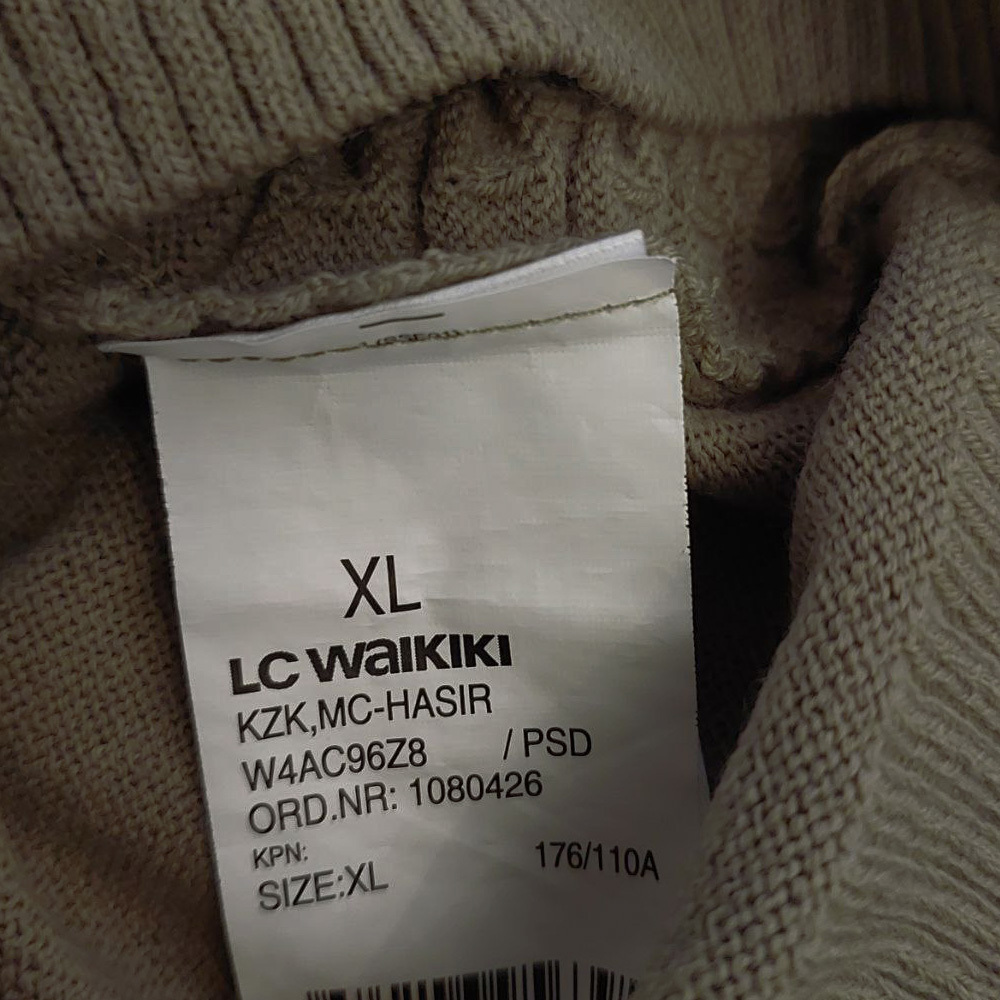 XL
LC WAIKIKI
KZK,MC-HASIR
W4AC96Z8 / PSD
ORD.NR: 1080426
KPN:
176/110A
SIZE:XL